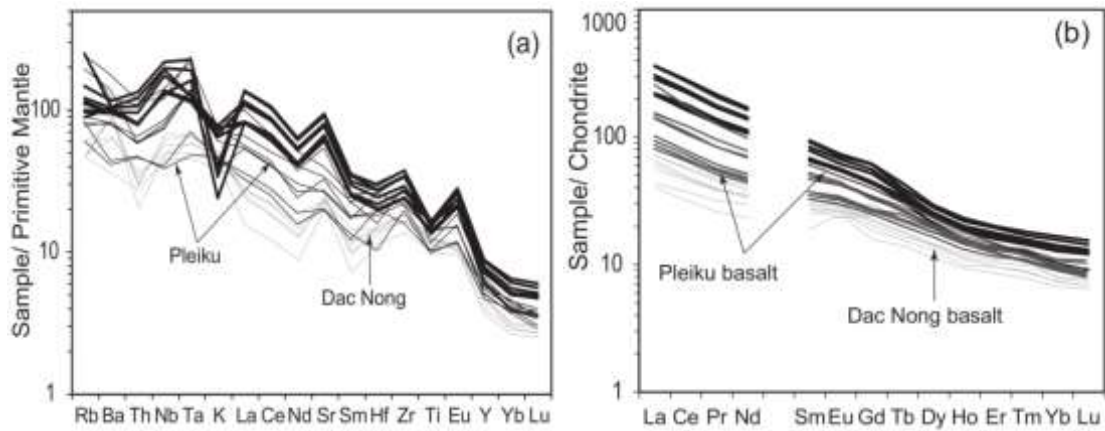 (a)
Sample/ Primitive Mantle
100
10
1
Pleiku
Dac Nong
Rb Ba Th Nb Ta K La Ce Nd Sr Sm Hf Zr Ti Eu Y Yb Lu
(b)
Sample/ Chondrite
1000
100
10
1
Pleiku basalt
Dac Nong basalt
La Ce Pr Nd Sm Eu Gd Tb Dy Ho Er Tm Yb Lu